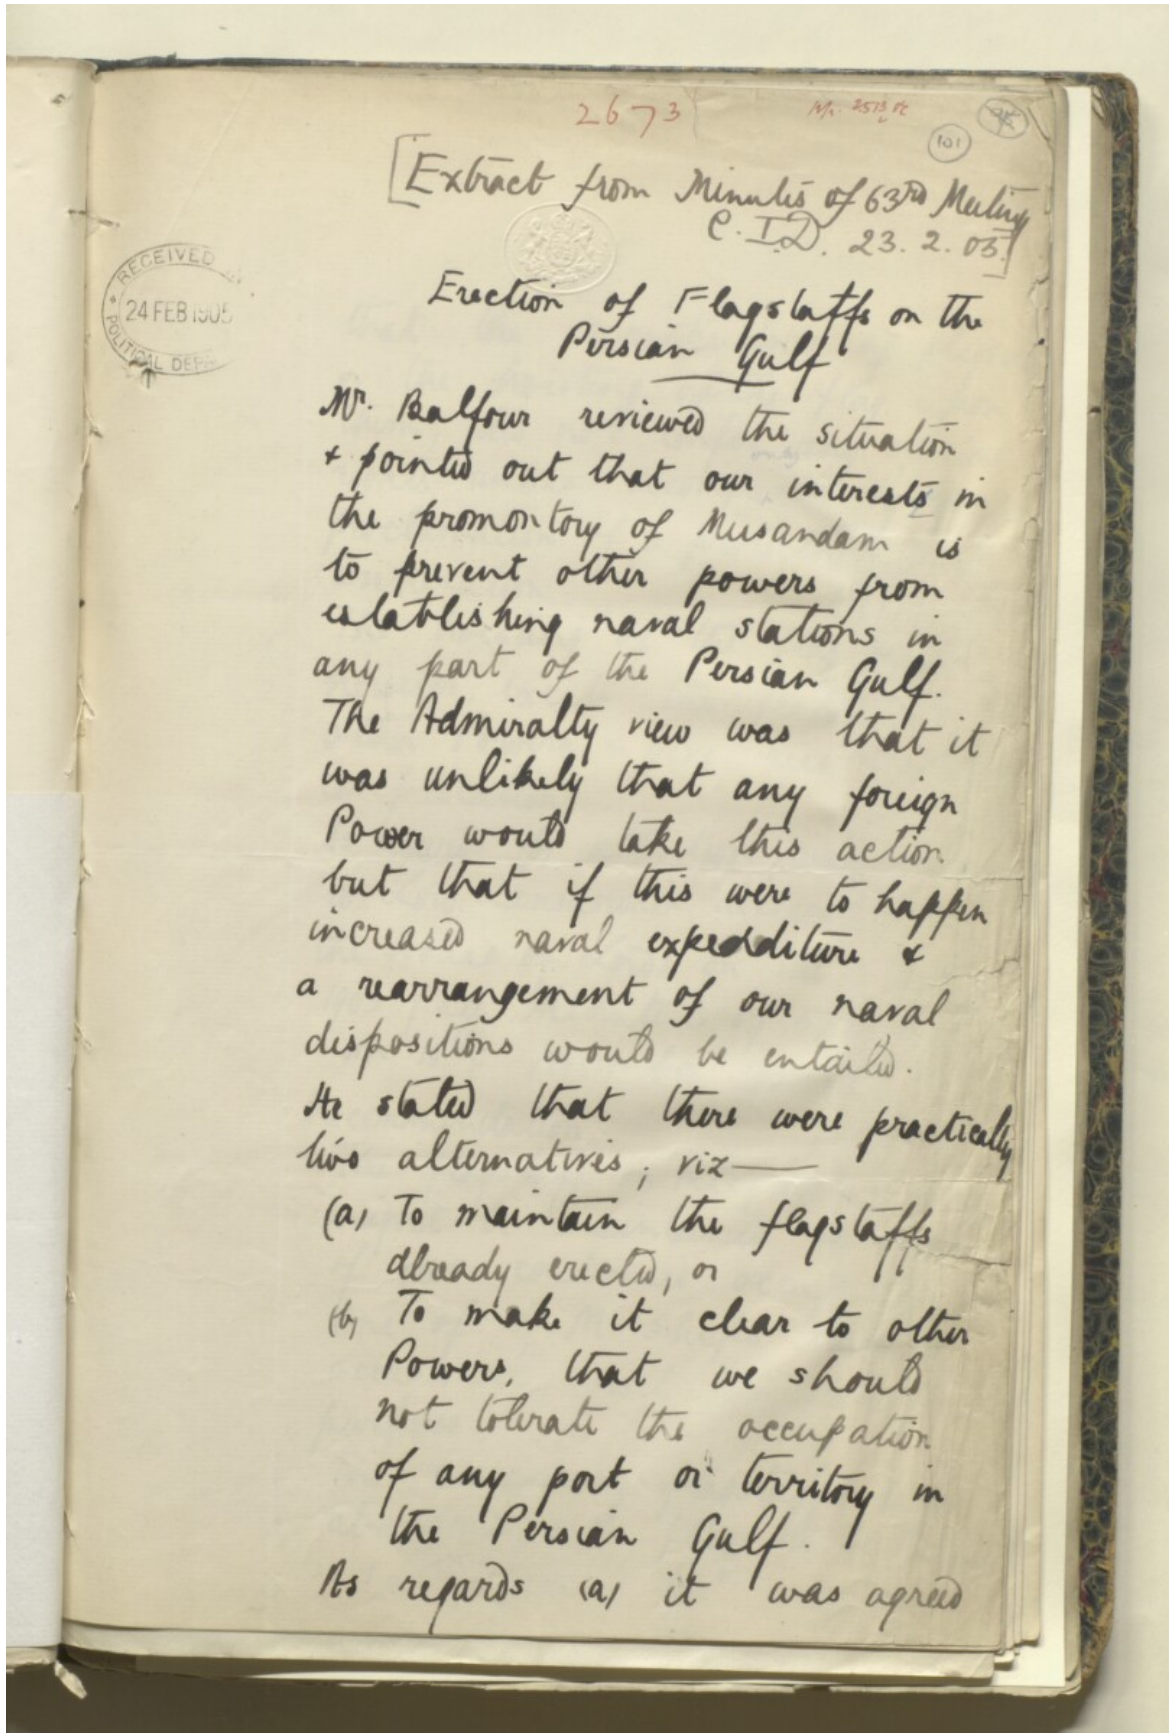 2673
101
[Extract from Minutes of 63rd Meeting
C.I.D. 23.2.05.]
RECEIVED IN
24 FEB 1905
POLITICAL DEP
Erection of Flagstaffs on the
Persian Gulf
Mr. Balfour reviewed the situation
& pointed out that our interests in
the promontory of Musandam is
to prevent other powers from
establishing naval stations in
any part of the Persian Gulf.
The Admiralty view was that it
was unlikely that any foreign
Power would take this action
but that if this were to happen
increased naval expedditure &
a rearrangement of our naval
dispositions would be entailed.
He stated that there were practically
two alternatives; viz —
(a) To maintain the flagstaffs
already erected, or
(b) To make it clear to other
Powers, that we should
not tolerate the occupation
of any port or territory in
the Persian Gulf.
As regards (a) it was agreed